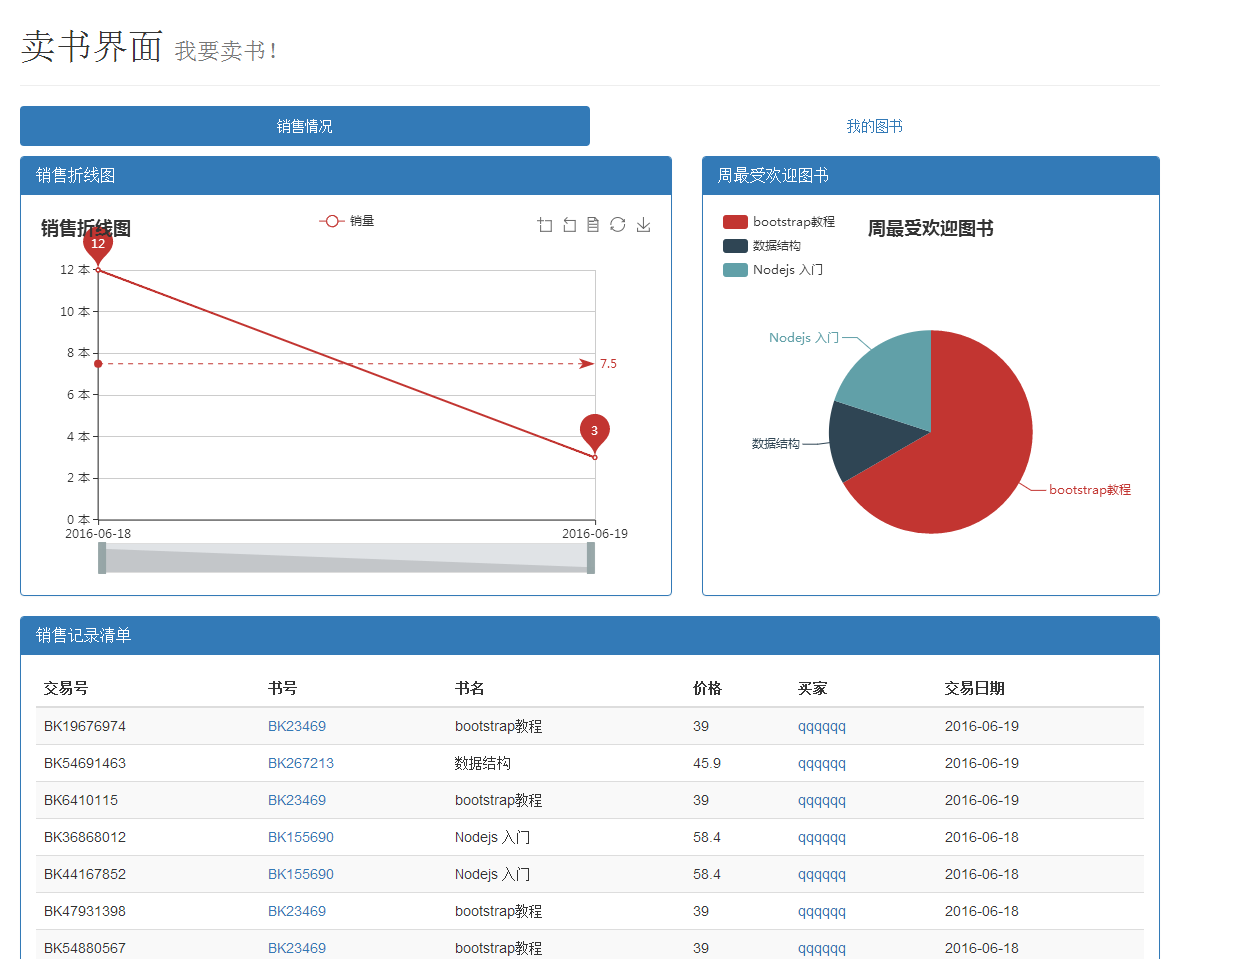 卖书界面 我要卖书!
销售情况 我的图书
销售折线图
销售折线图 销量
12
12 本
10 本
8 本
7.5
6 本
4 本
3
2 本
0 本
2016-06-18 2016-06-19
周最受欢迎图书
bootstrap教程 周最受欢迎图书
数据结构
Nodejs 入门
Nodejs 入门
数据结构
bootstrap教程
销售记录清单
交易号 书号 书名 价格 买家 交易日期
BK19676974 BK23469 bootstrap教程 39 qqqqqq 2016-06-19
BK54691463 BK267213 数据结构 45.9 qqqqqq 2016-06-19
BK6410115 BK23469 bootstrap教程 39 qqqqqq 2016-06-19
BK36868012 BK155690 Nodejs 入门 58.4 qqqqqq 2016-06-18
BK44167852 BK155690 Nodejs 入门 58.4 qqqqqq 2016-06-18
BK47931398 BK23469 bootstrap教程 39 qqqqqq 2016-06-18
BK54880567 BK23469 bootstrap教程 39 qqqqqq 2016-06-18